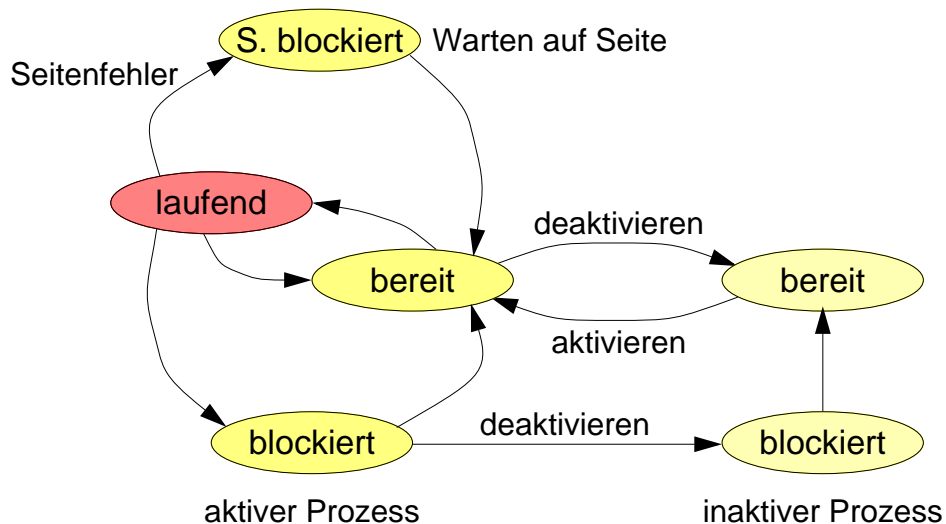 S. blockiert
Warten auf Seite
Seitenfehler
laufend
deaktivieren
bereit
bereit
aktivieren
deaktivieren
blockiert
blockiert
aktiver Prozess
inaktiver Prozess